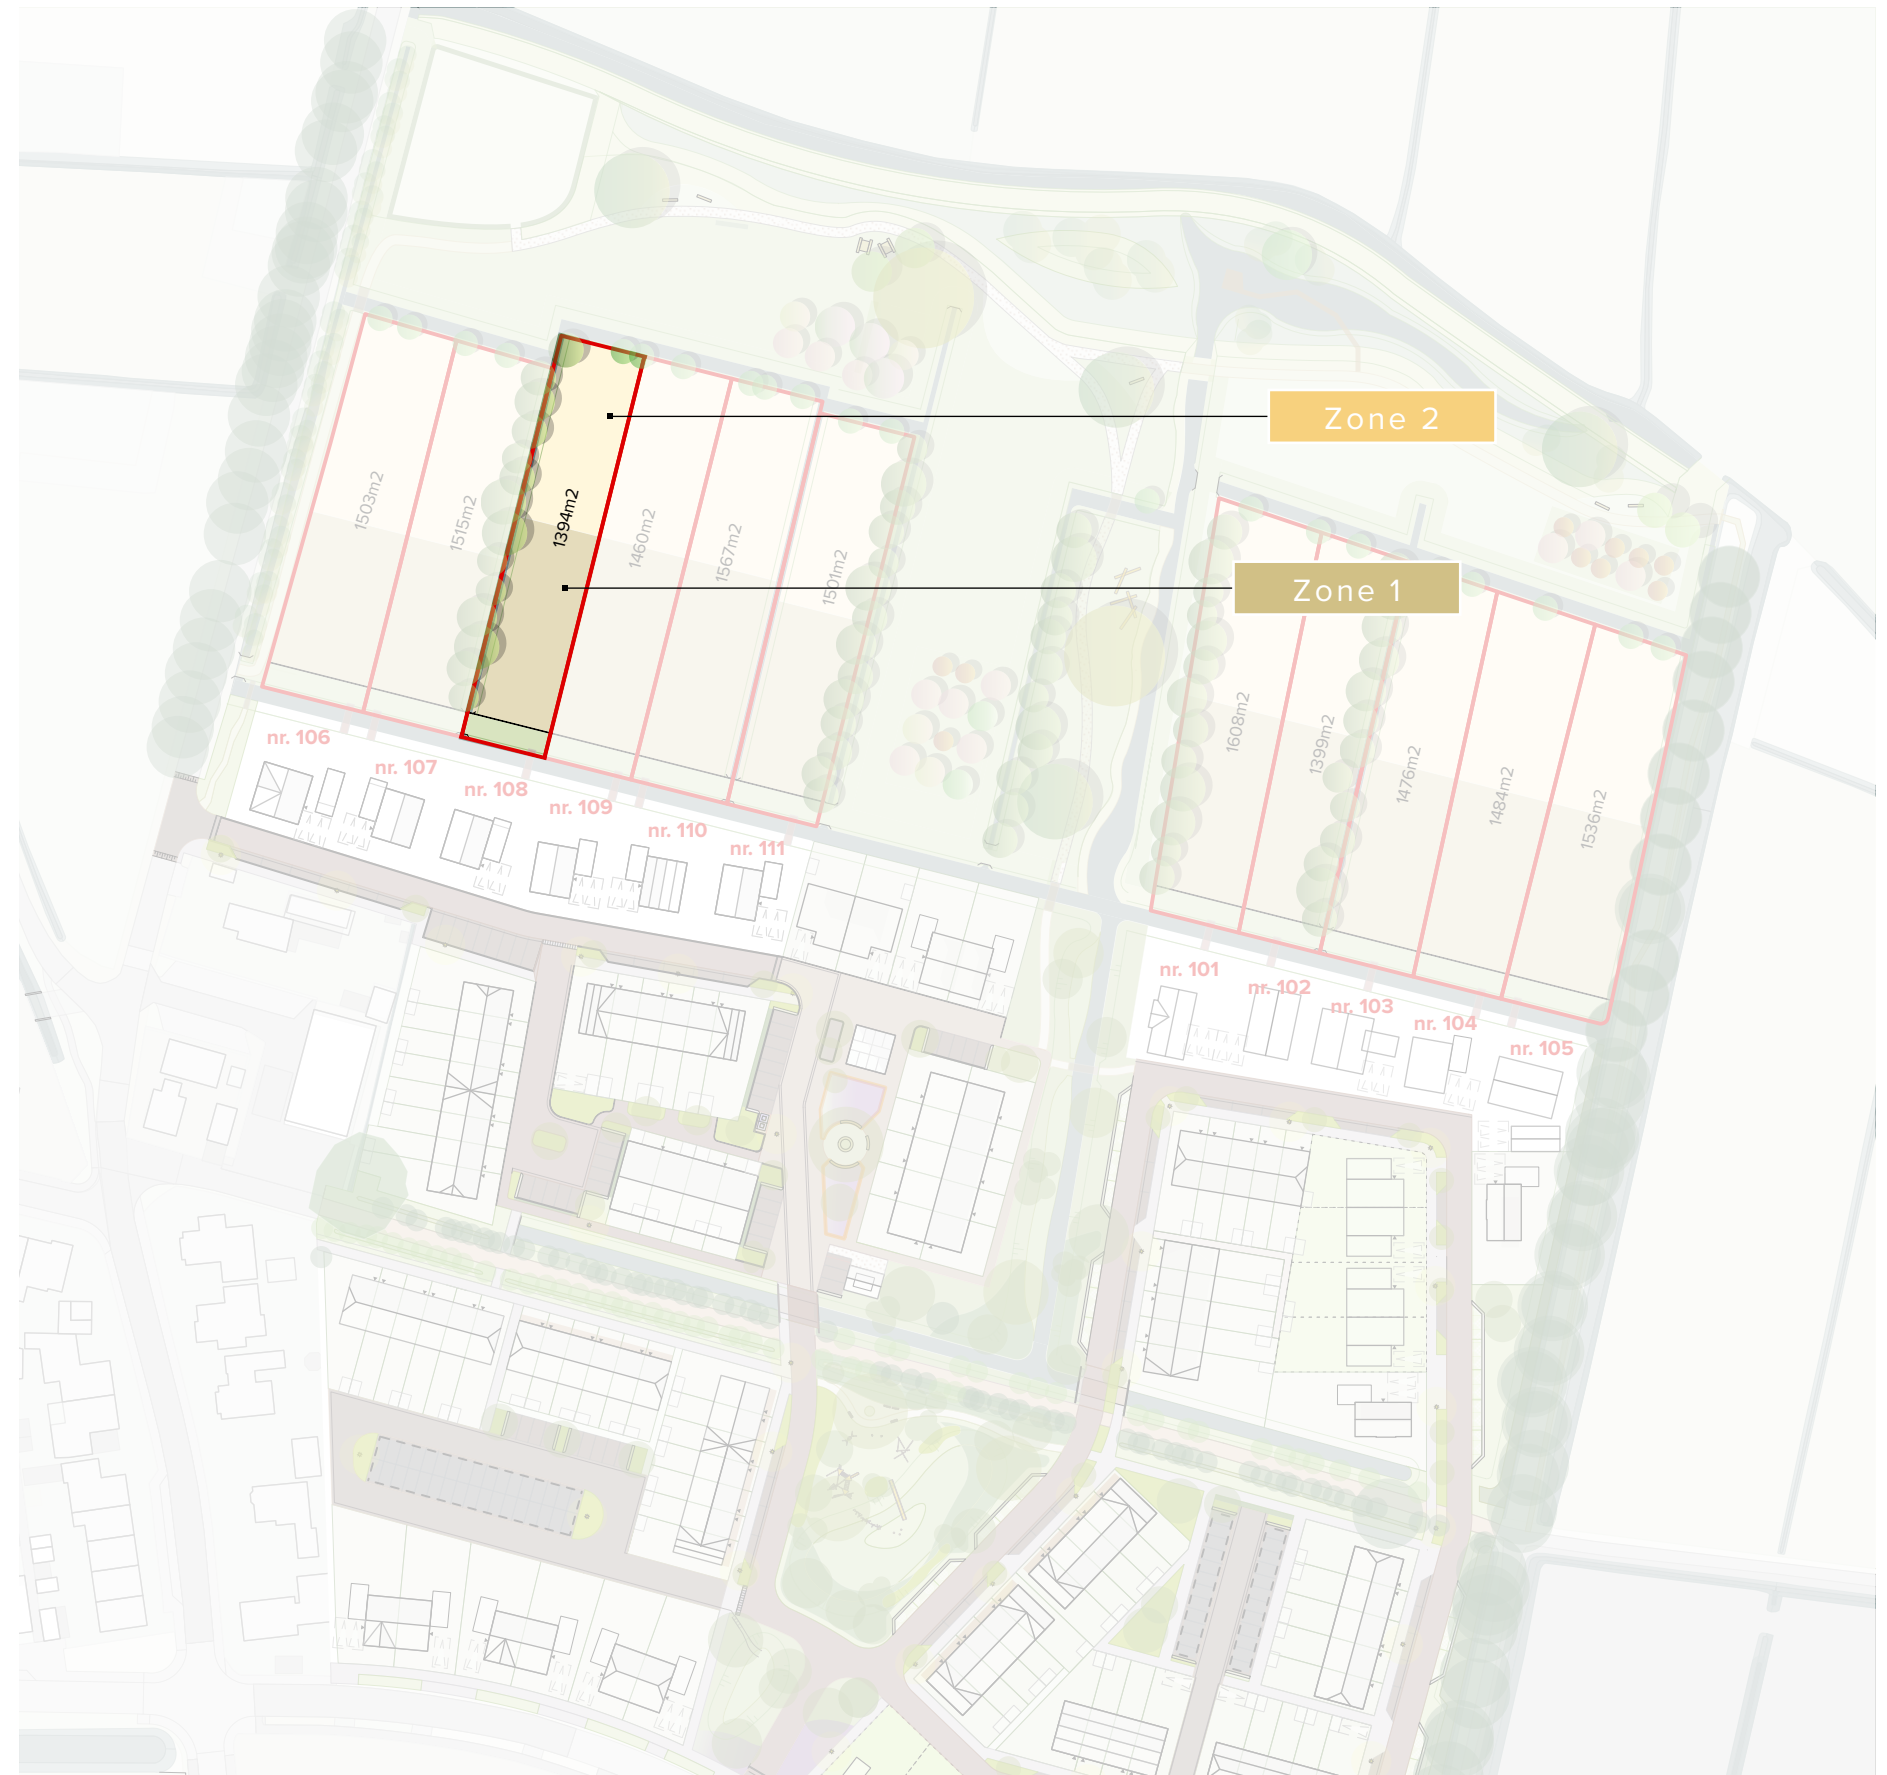 Zone 2
1503m2
1515m2
1394m2
1460m2
1567m2
1501m2
Zone 1
1608m2
1399m2
1476m2
1484m2
1536m2
nr. 106
nr. 107
nr. 108
nr. 109
nr. 110
nr. 111
nr. 101
nr. 102
nr. 103
nr. 104
nr. 105